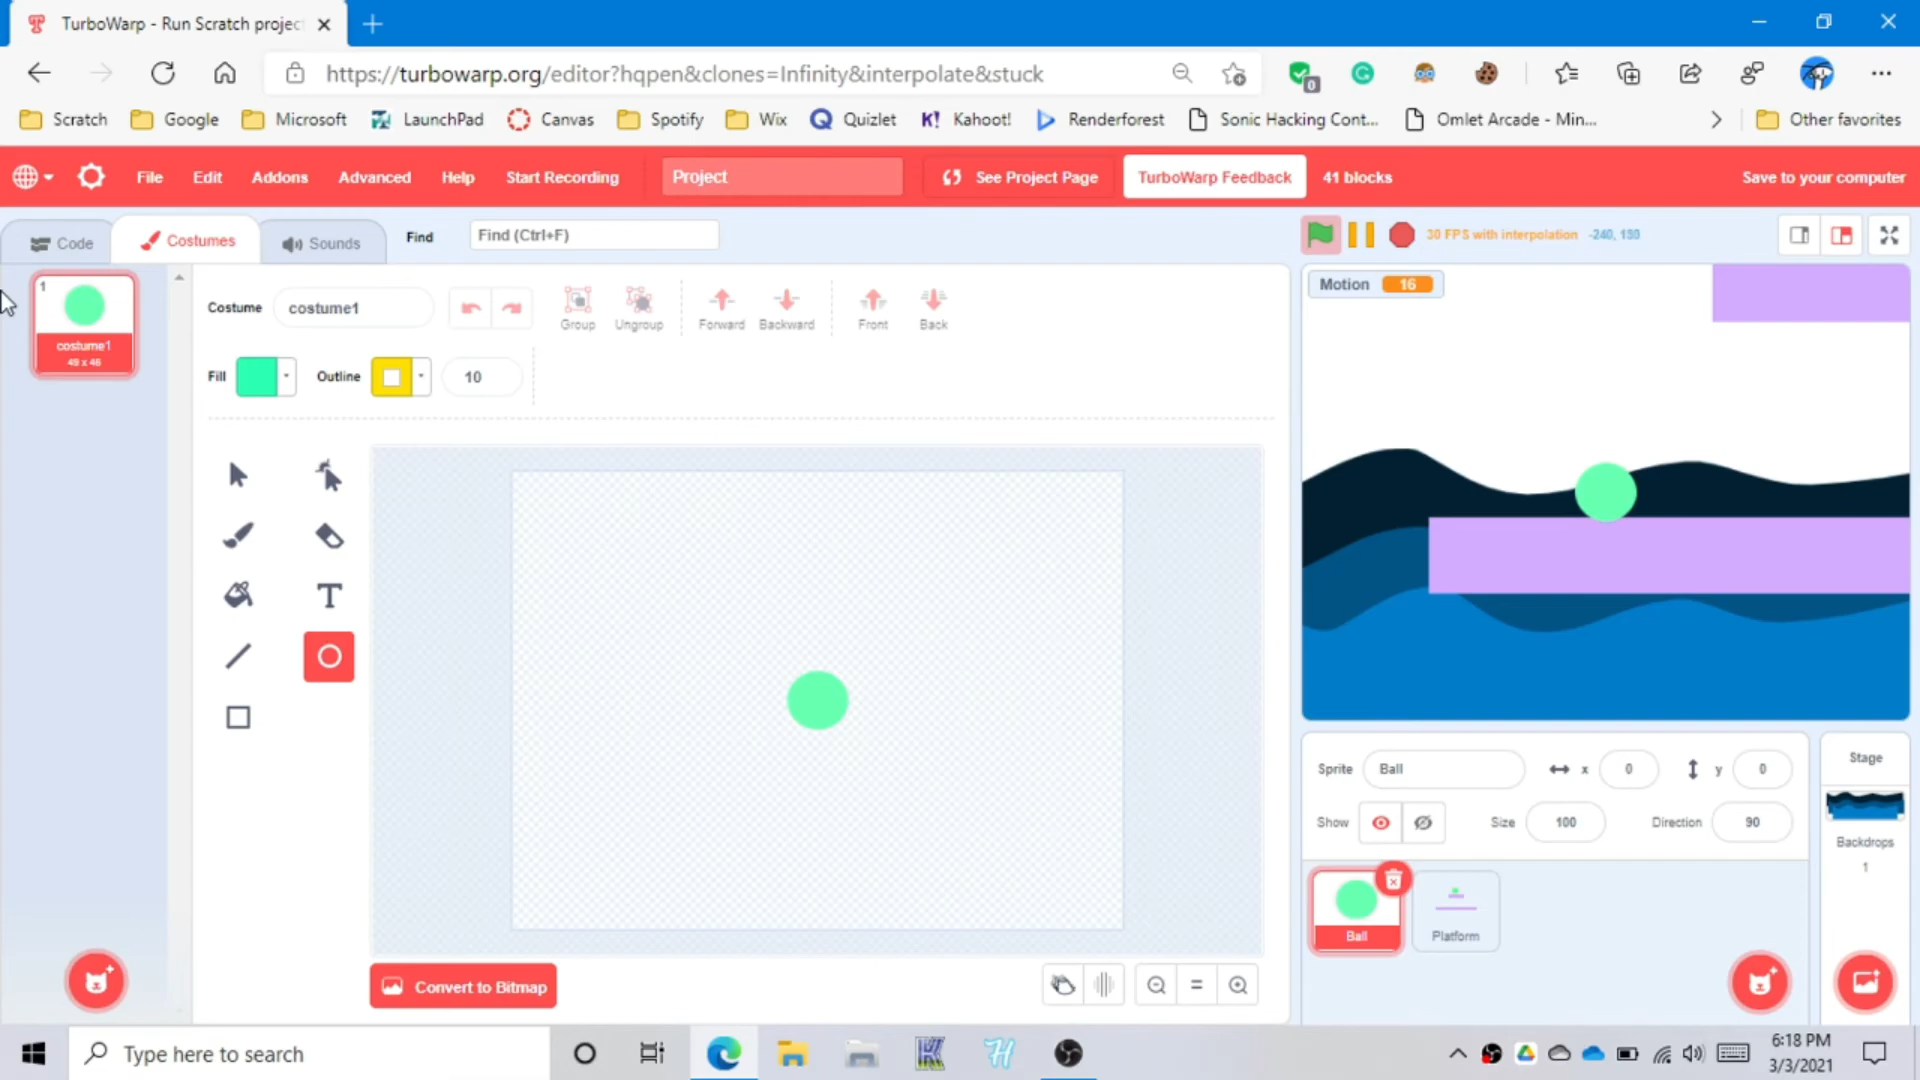 TurboWarp - Run Scratch projec
https://turbowarp.org/editor?hqpen&clones=Infinity&interpolate&stuck
0
Scratch Google Microsoft LaunchPad Canvas Spotify Wix Quizlet K! Kahoot! Renderforest Sonic Hacking Cont... Omlet Arcade - Min... Other favorites
File Edit Addons Advanced Help Start Recording Project See Project Page TurboWarp Feedback 41 blocks Save to your computer
Code Costumes Sounds Find Find (Ctrl+F) 30 FPS with interpolation
Motion 16
1
costume1
49 x 46
Costume costume1 Group Ungroup Forward Backward Front Back
Fill Outline 10
T
Convert to Bitmap
Sprite Ball x 0 y 0
Show Size 100 Direction 90
Ball Platform
Stage
Backdrops
1
Type here to search
6:18 PM
3/3/2021